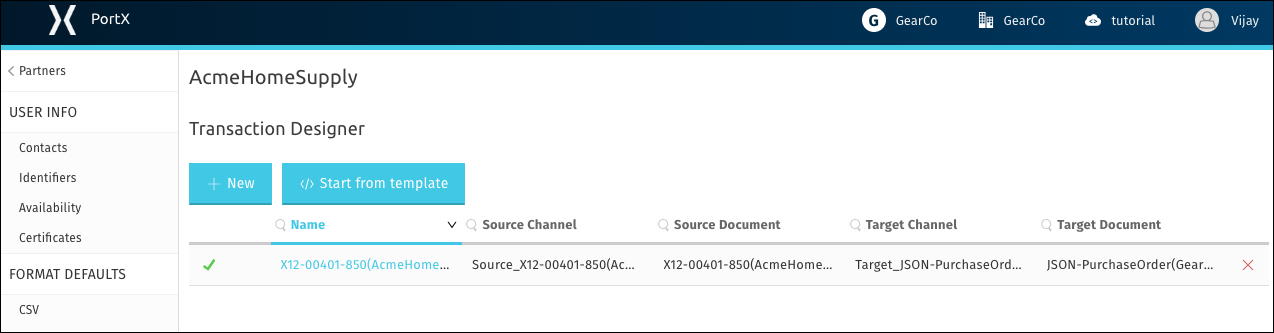 PortX G GearCo GearCo tutorial Vijay
Partners
USER INFO
Contacts
Identifiers
Availability
Certificates
FORMAT DEFAULTS
CSV
AcmeHomeSupply
Transaction Designer
New </> Start from template
Name Source Channel Source Document Target Channel Target Document
X12-00401-850(AcmeHome... Source_X12-00401-850(Ac... X12-00401-850(AcmeHome... Target_JSON-PurchaseOrd... JSON-PurchaseOrder(Gear...